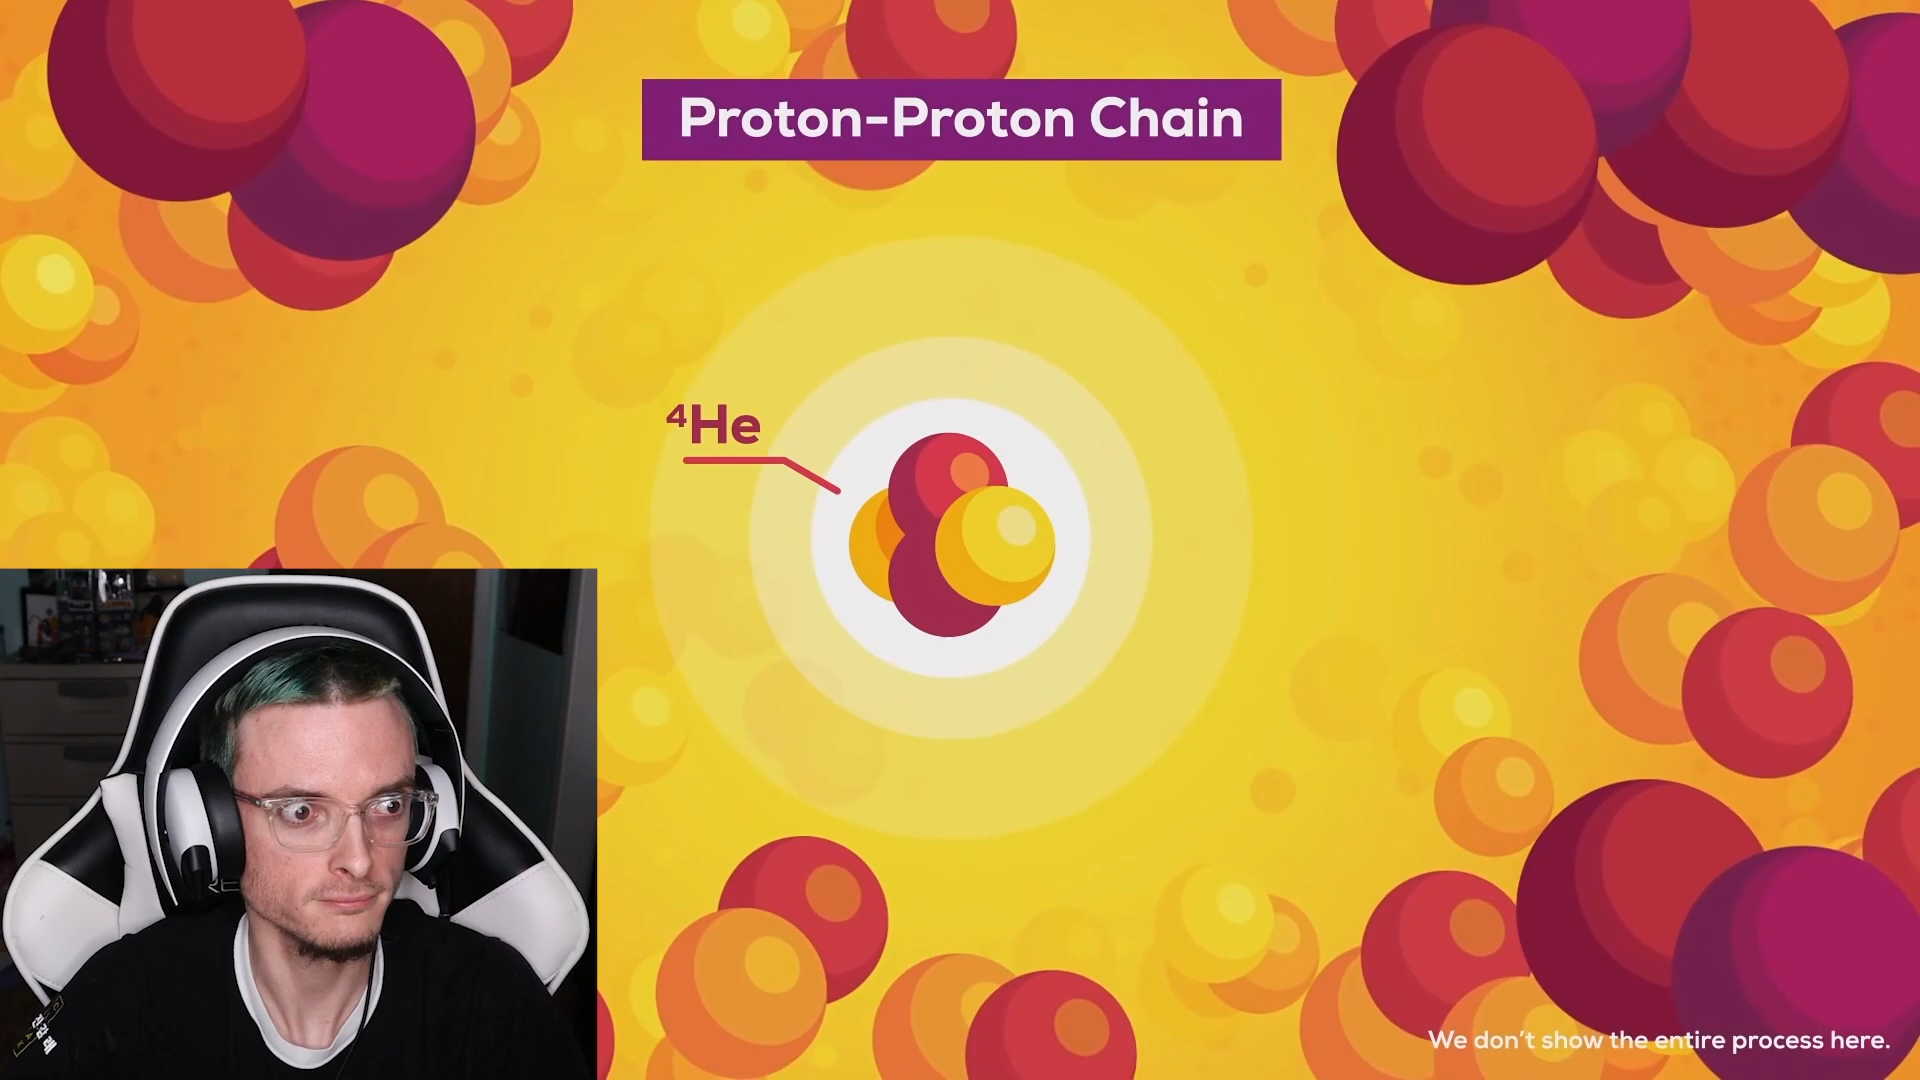 Proton-Proton Chain
⁴He
We don't show the entire process here.